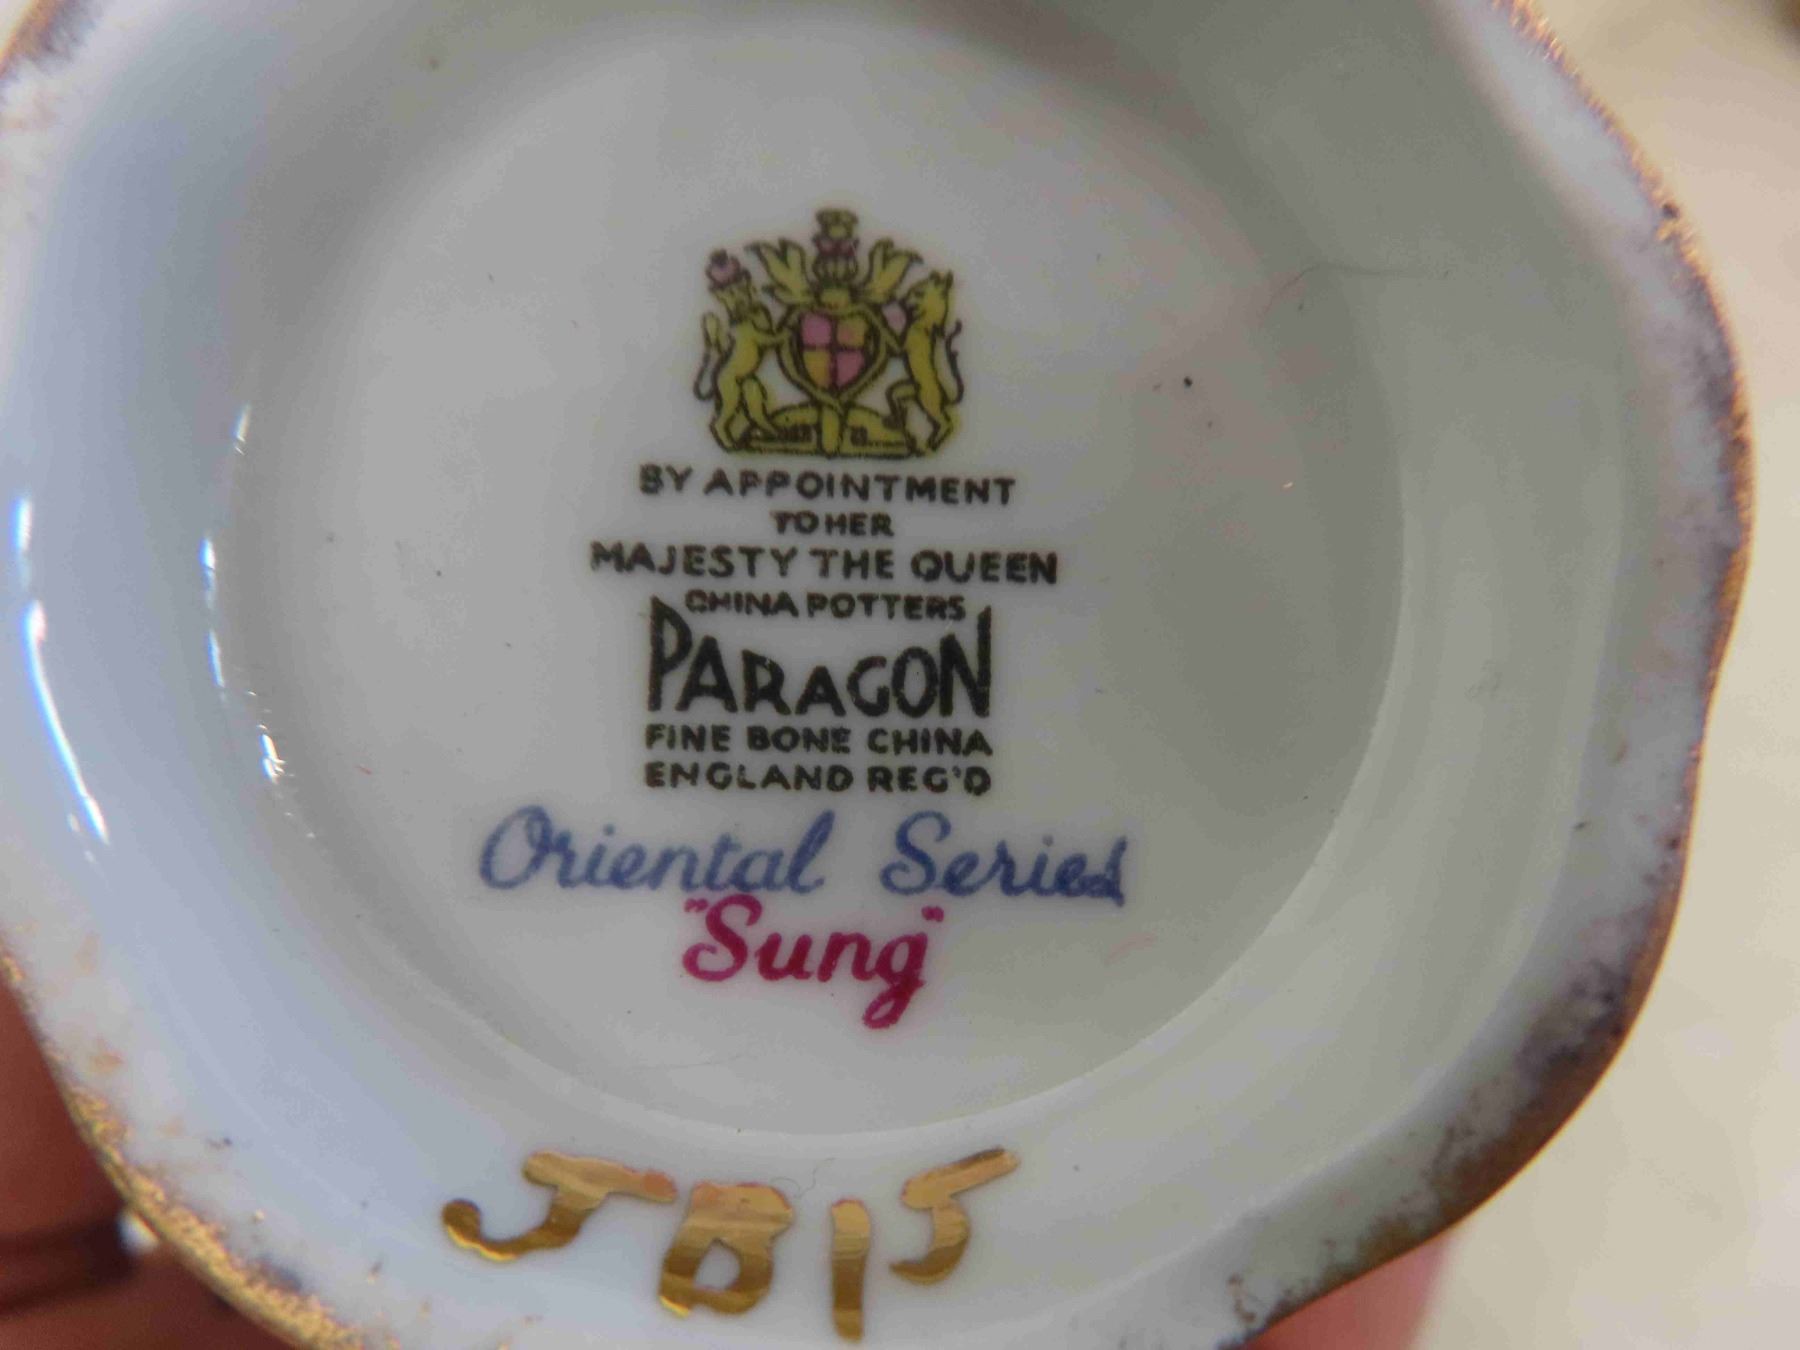 BY APPOINTMENT
TO HER
MAJESTY THE QUEEN
CHINA POTTERS
PARAGON
FINE BONE CHINA
ENGLAND REG'D
Oriental Series
"Sung"
JB15